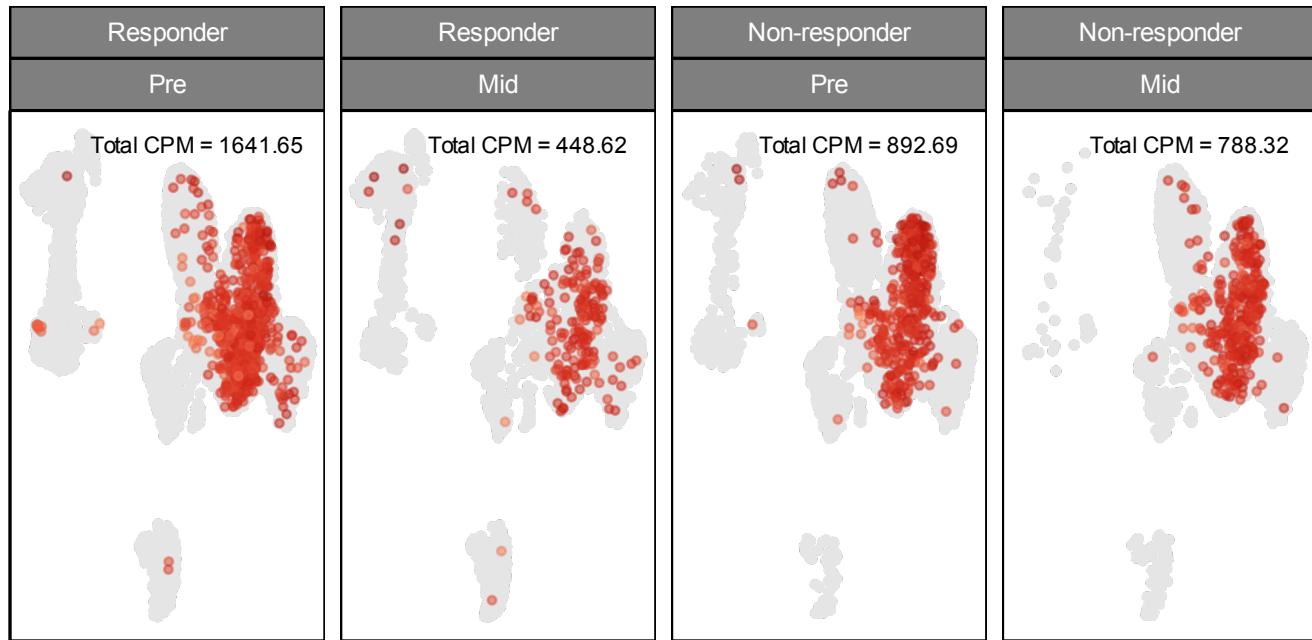 Responder
Responder
Non-responder
Non-responder
Pre
Mid
Pre
Mid
Total CPM = 1641.65
Total CPM = 448.62
Total CPM = 892.69
Total CPM = 788.32